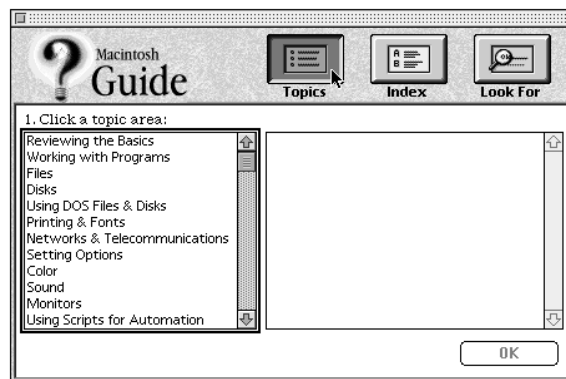 Macintosh
Guide
Topics
Index
Look For
1. Click a topic area:
Reviewing the Basics
Working with Programs
Files
Disks
Using DOS Files & Disks
Printing & Fonts
Networks & Telecommunications
Setting Options
Color
Sound
Monitors
Using Scripts for Automation
OK